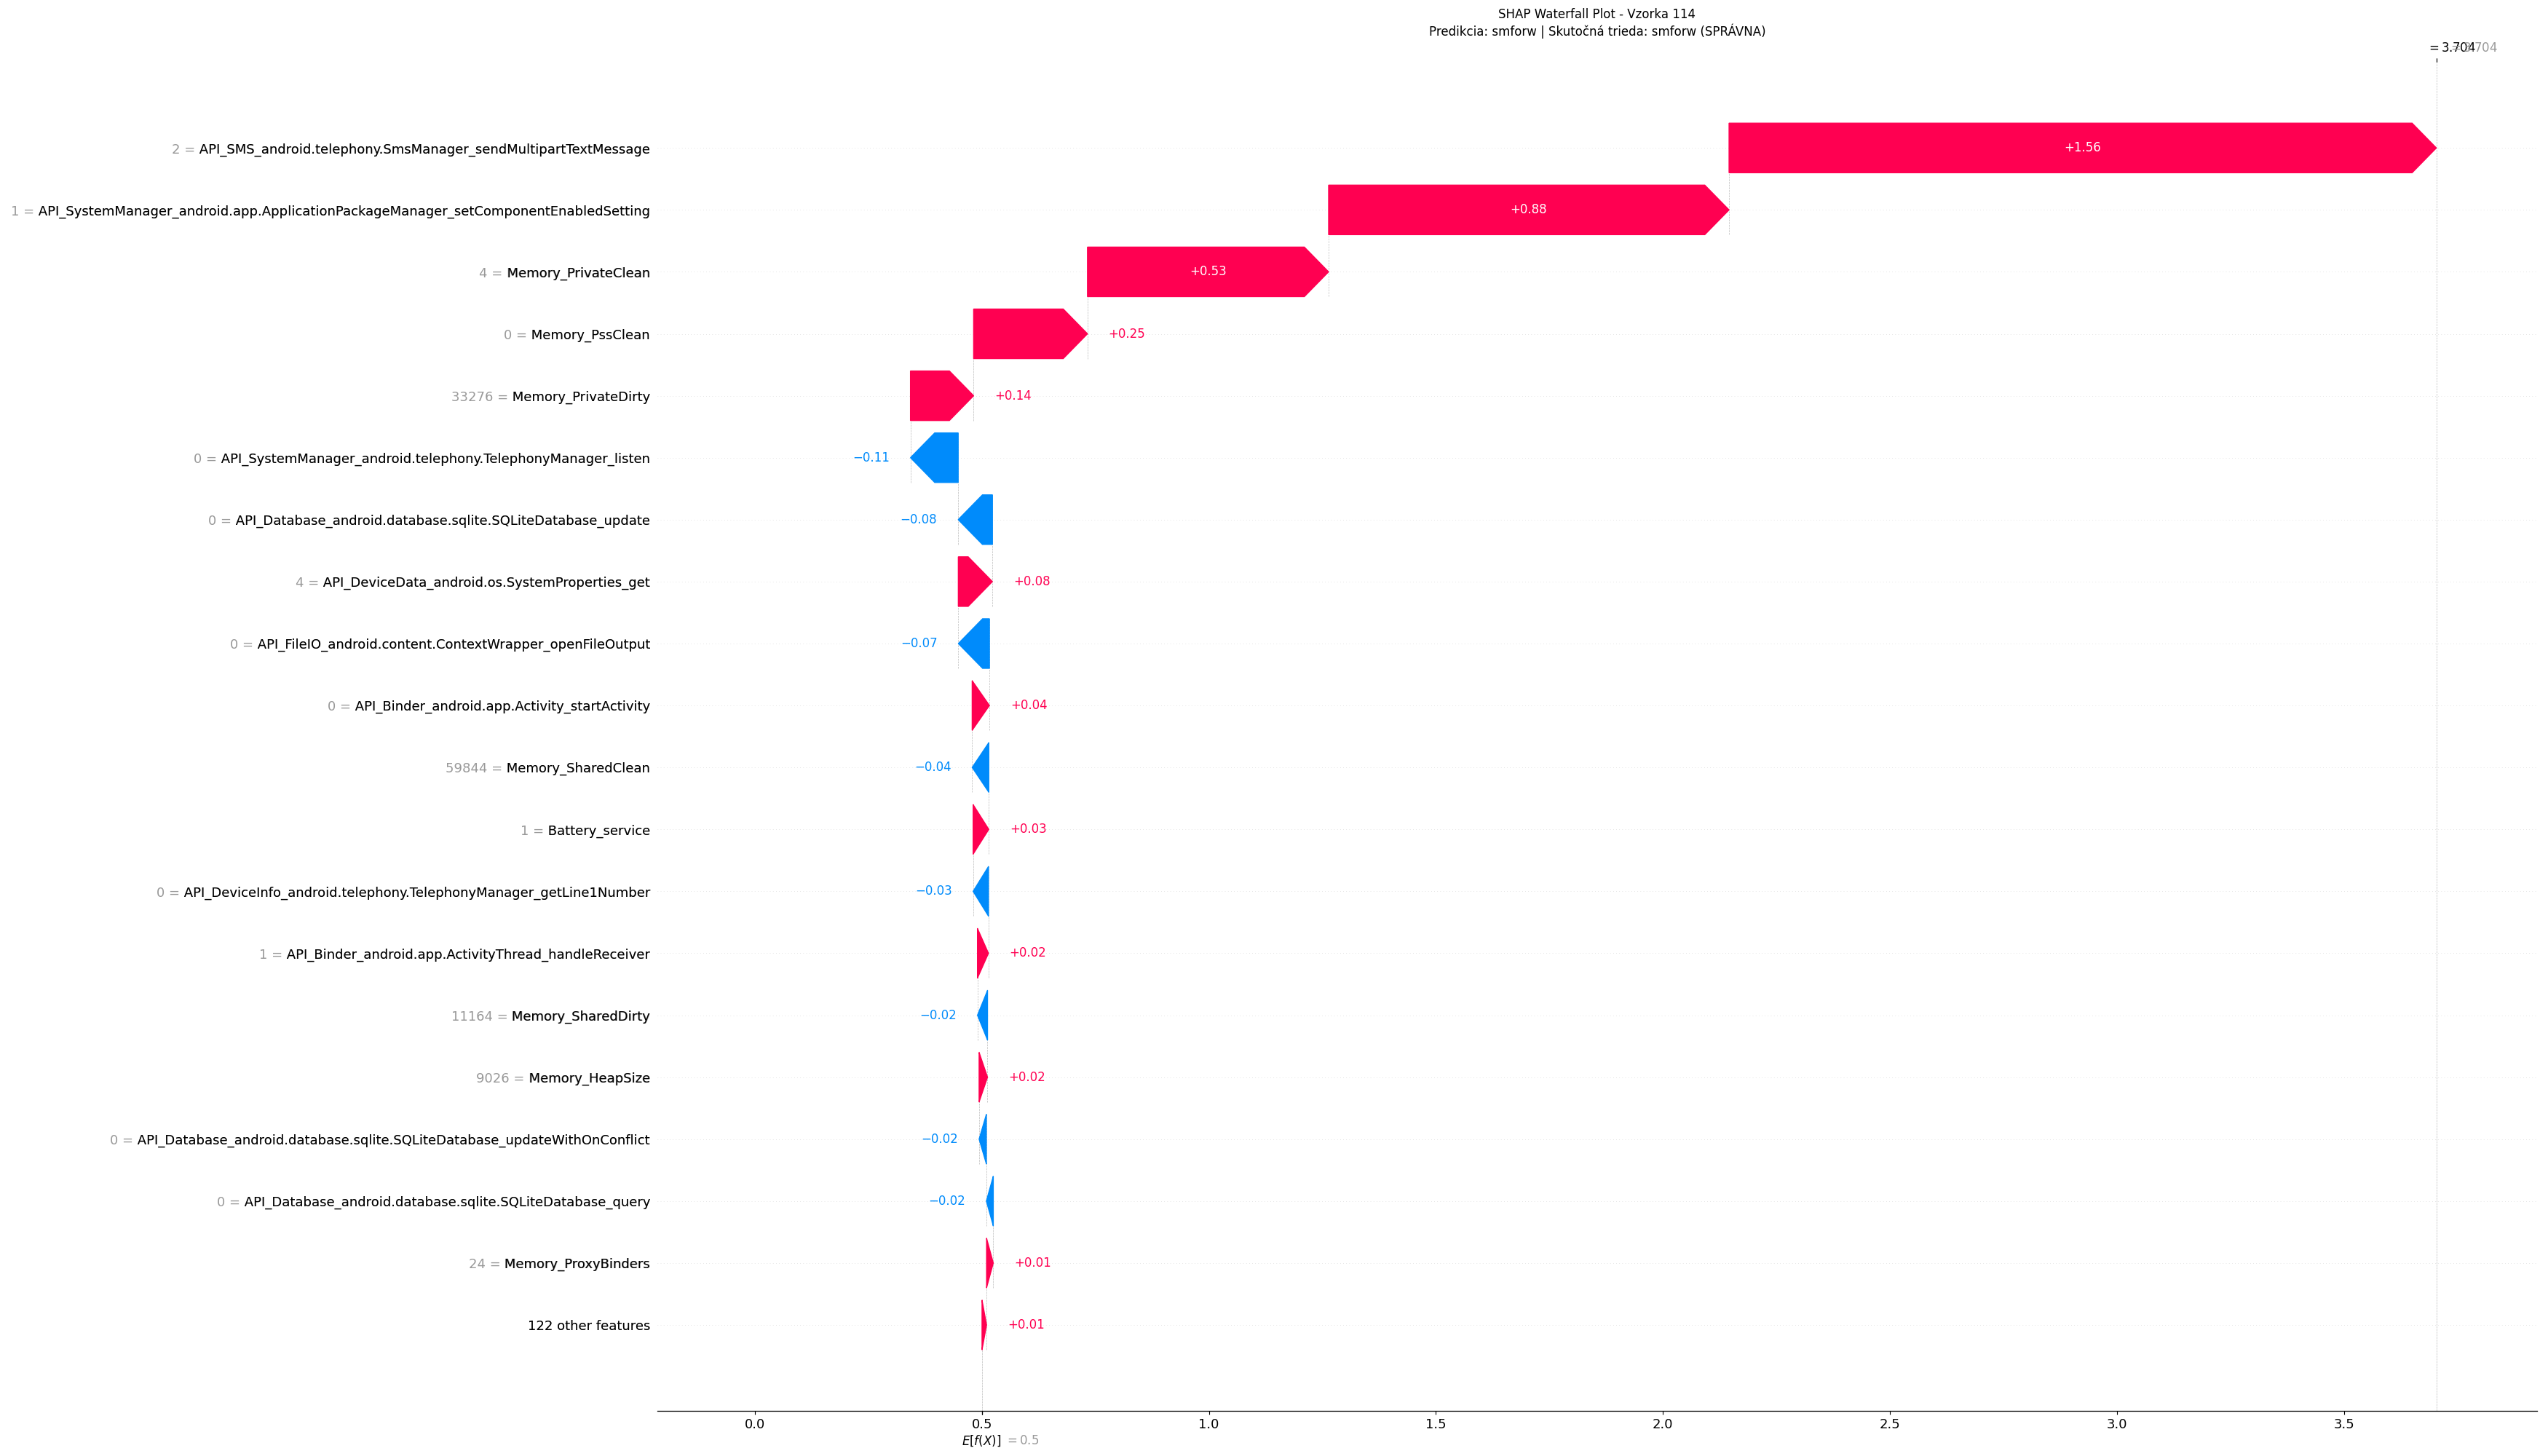 SHAP Waterfall Plot - Vzorka 114
Predikcia: smforw | Skutočná trieda: smforw (SPRÁVNA)
= 3.704
2 = API_SMS_android.telephony.SmsManager_sendMultipartTextMessage +1.56
1 = API_SystemManager_android.app.ApplicationPackageManager_setComponentEnabledSetting +0.88
4 = Memory_PrivateClean +0.53
0 = Memory_PssClean +0.25
33276 = Memory_PrivateDirty +0.14
0 = API_SystemManager_android.telephony.TelephonyManager_listen −0.11
0 = API_Database_android.database.sqlite.SQLiteDatabase_update −0.08
4 = API_DeviceData_android.os.SystemProperties_get +0.08
0 = API_FileIO_android.content.ContextWrapper_openFileOutput −0.07
0 = API_Binder_android.app.Activity_startActivity +0.04
59844 = Memory_SharedClean −0.04
1 = Battery_service +0.03
0 = API_DeviceInfo_android.telephony.TelephonyManager_getLine1Number −0.03
1 = API_Binder_android.app.ActivityThread_handleReceiver +0.02
11164 = Memory_SharedDirty −0.02
9026 = Memory_HeapSize +0.02
0 = API_Database_android.database.sqlite.SQLiteDatabase_updateWithOnConflict −0.02
0 = API_Database_android.database.sqlite.SQLiteDatabase_query −0.02
24 = Memory_ProxyBinders +0.01
122 other features +0.01
0.0 0.5 1.0 1.5 2.0 2.5 3.0 3.5
E[f(X)] = 0.5